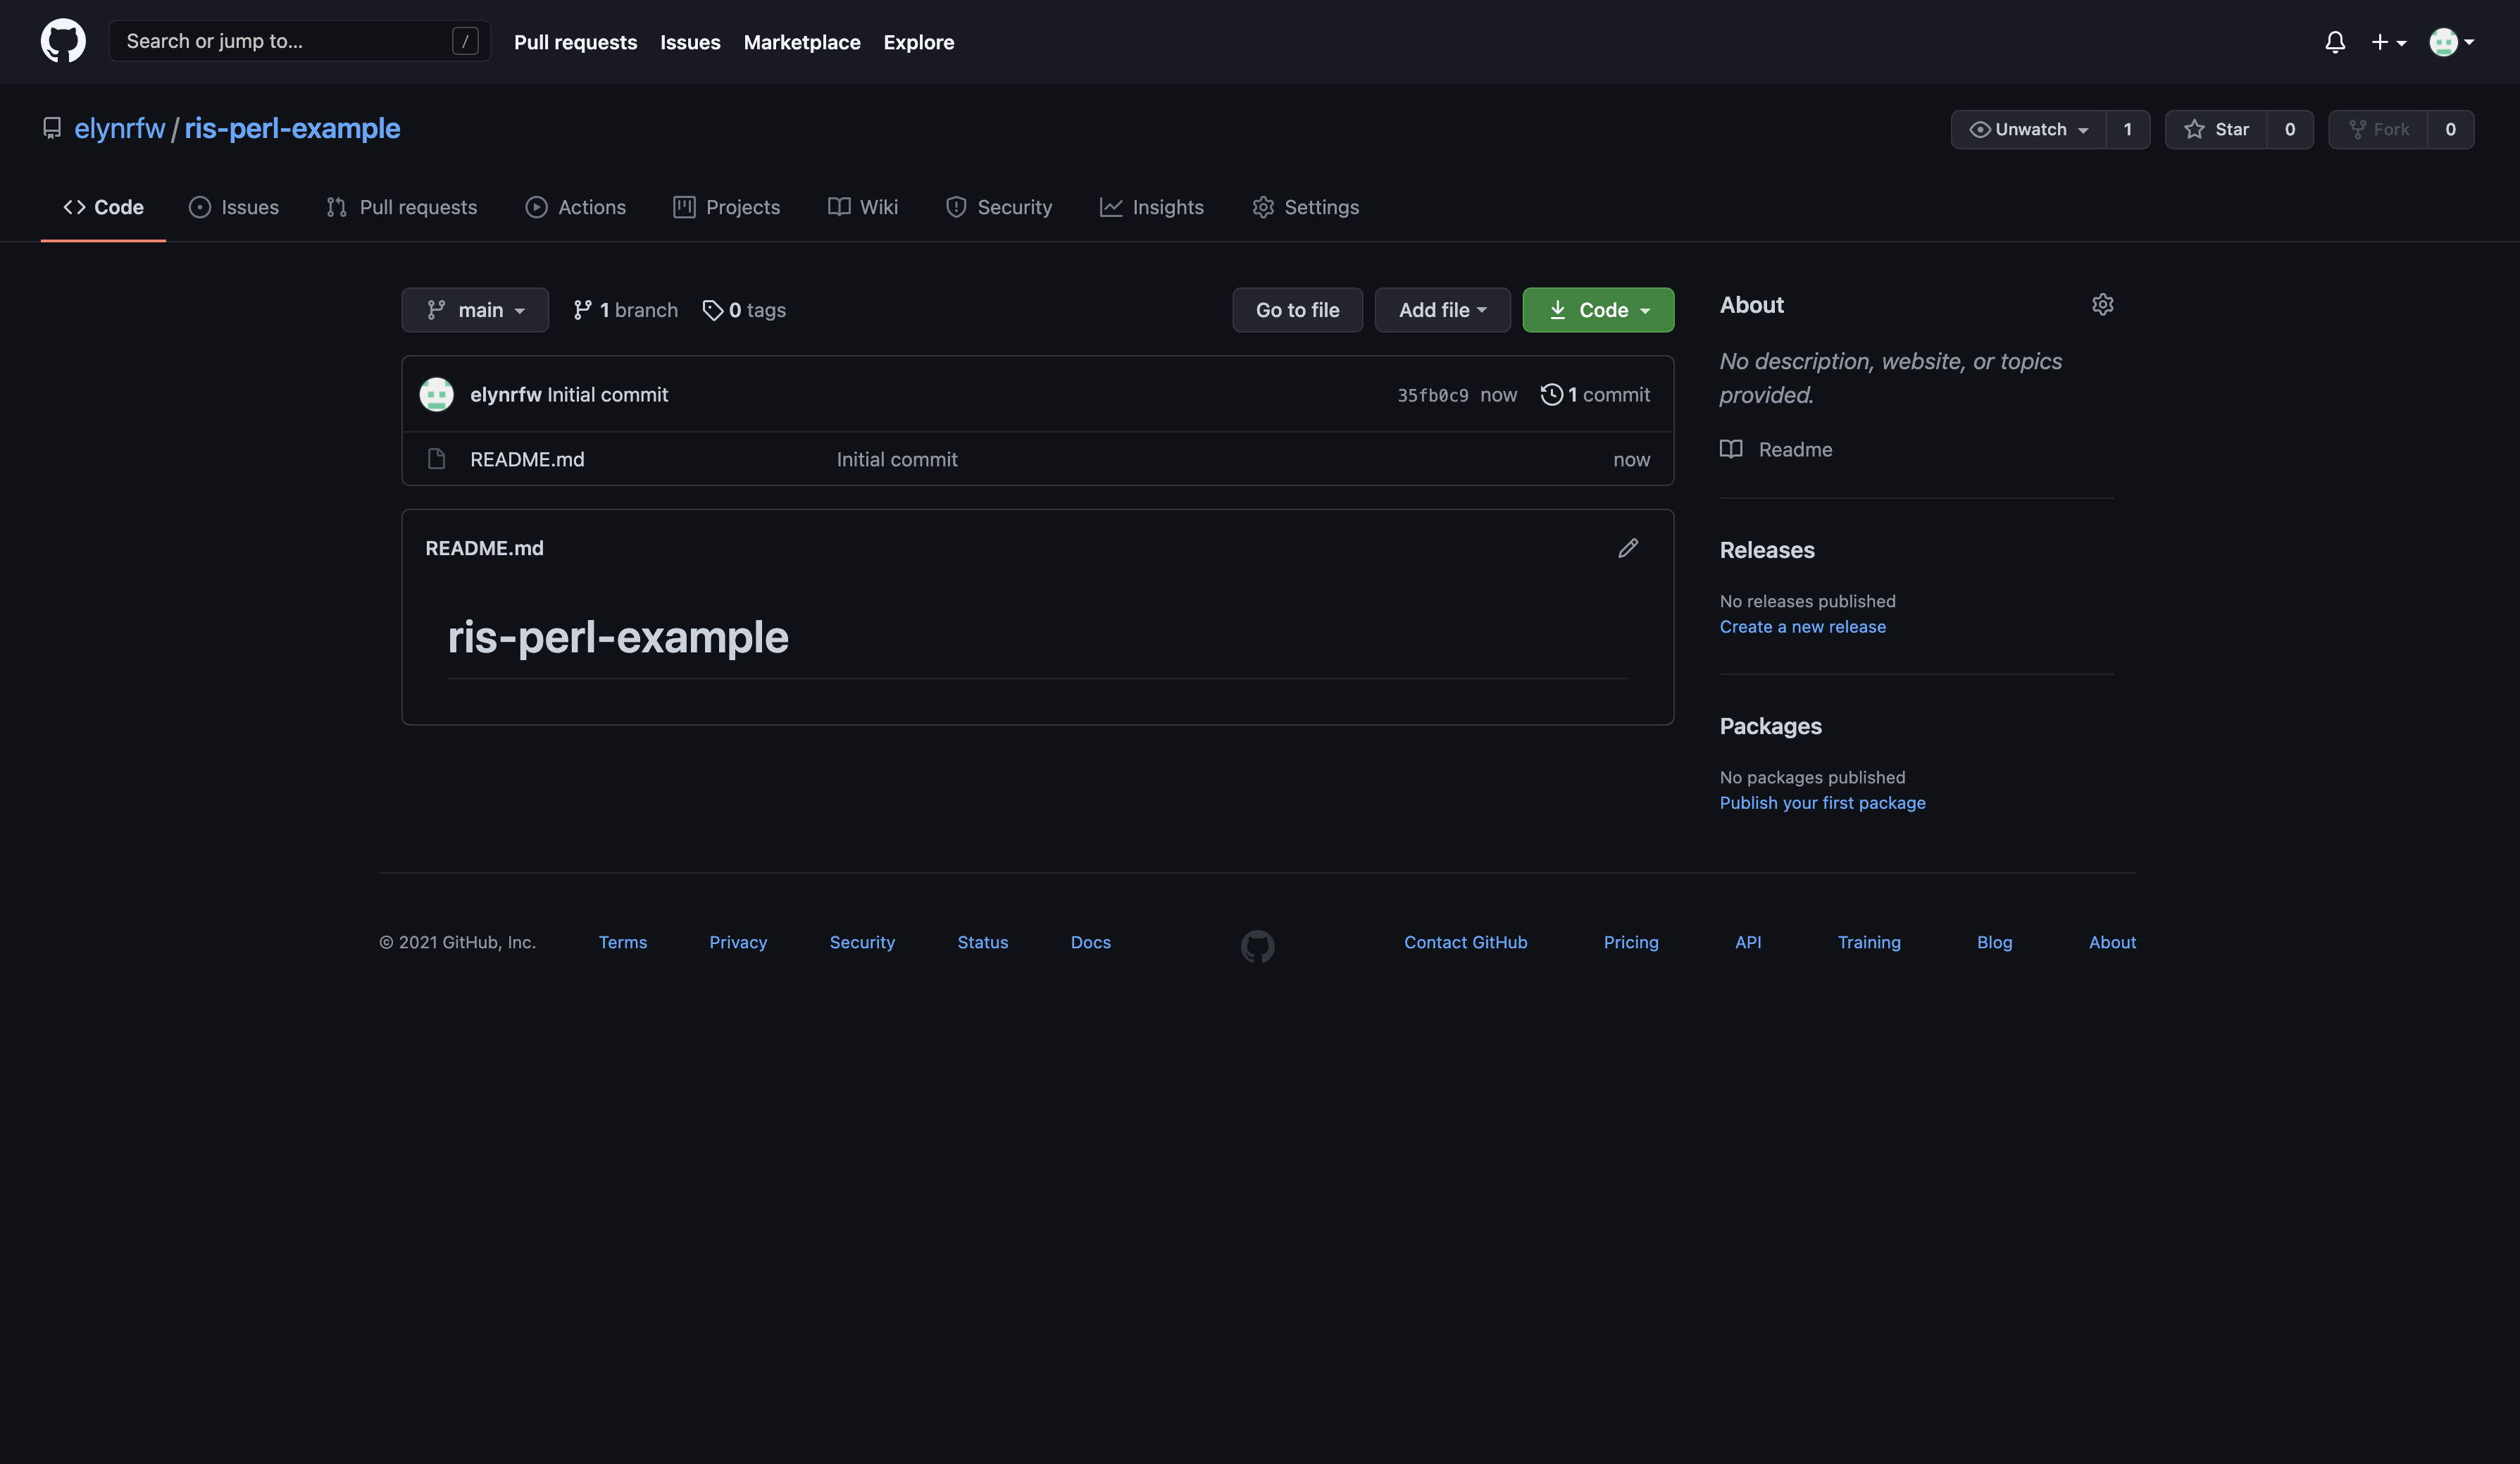 Search or jump to... /
Pull requests Issues Marketplace Explore
elynrfw / ris-perl-example
Unwatch 1 Star 0 Fork 0
Code Issues Pull requests Actions Projects Wiki Security Insights Settings
main 1 branch 0 tags Go to file Add file Code
elynrfw Initial commit 35fb0c9 now 1 commit
README.md Initial commit now
README.md
ris-perl-example
About
No description, website, or topics
provided.
Readme
Releases
No releases published
Create a new release
Packages
No packages published
Publish your first package
© 2021 GitHub, Inc. Terms Privacy Security Status Docs Contact GitHub Pricing API Training Blog About